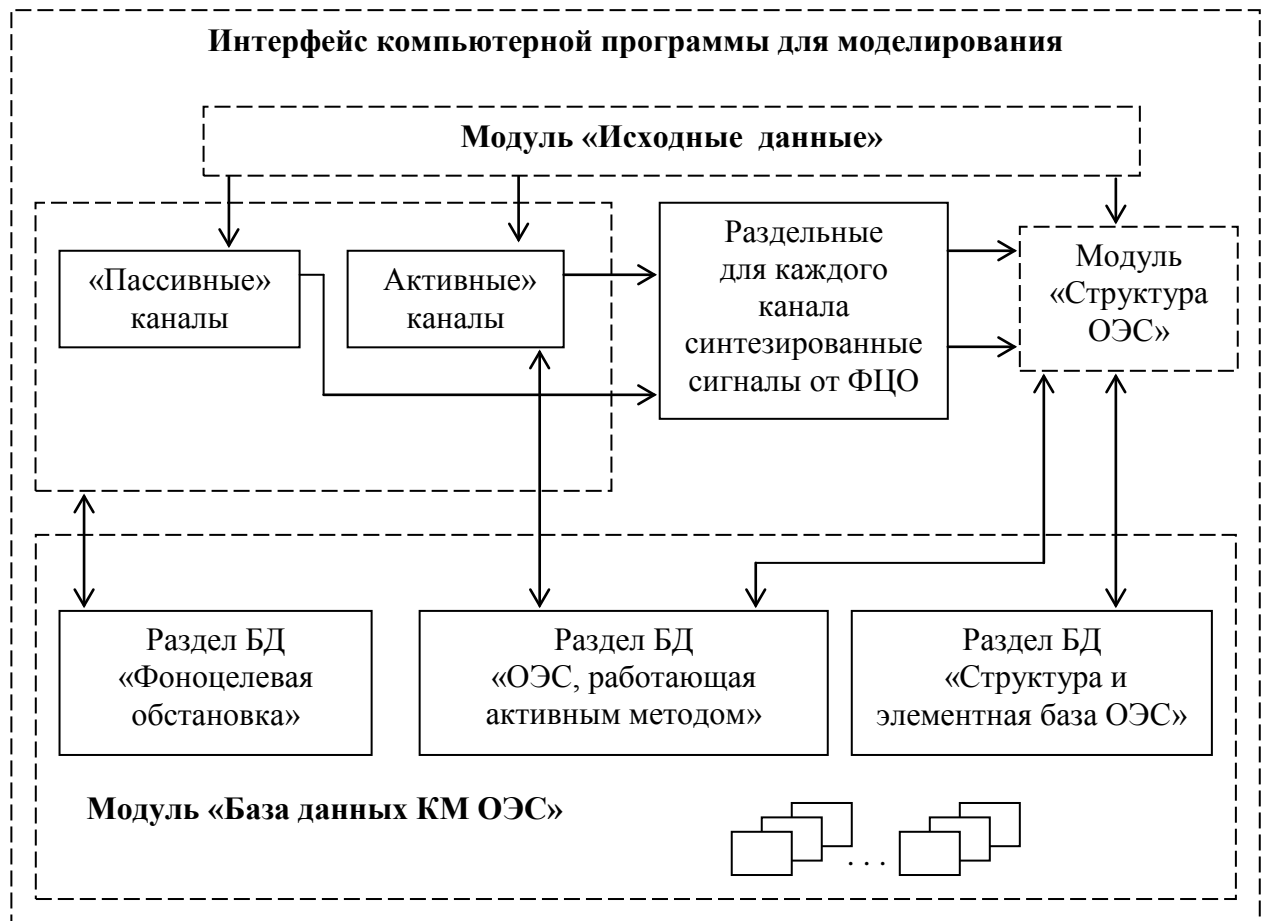 Интерфейс компьютерной программы для моделирования
Модуль «Исходные данные»
«Пассивные»
каналы
Активные»
каналы
Раздельные
для каждого
канала
синтезированные
сигналы от ФЦО
Модуль
«Структура
ОЭС»
Раздел БД
«Фоноцелевая
обстановка»
Раздел БД
«ОЭС, работающая
активным методом»
Раздел БД
«Структура и
элементная база ОЭС»
Модуль «База данных КМ ОЭС»
. . .